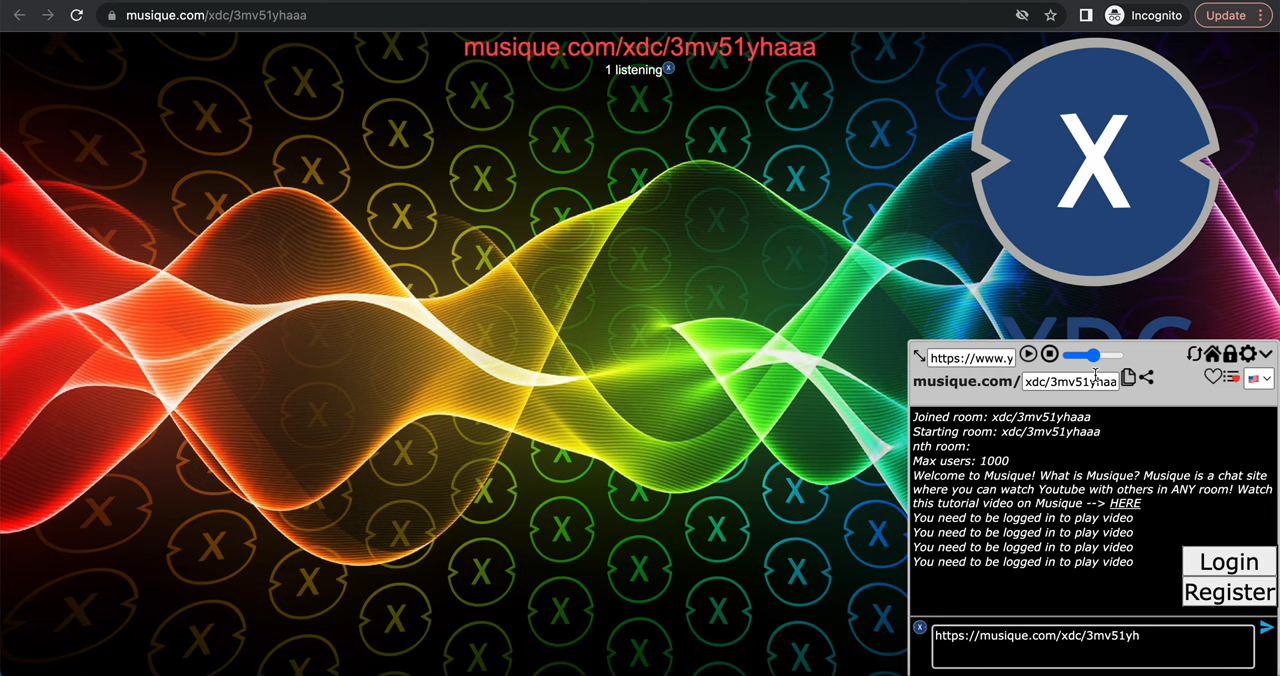 musique.com/xdc/3mv51yhaaa
Incognito
Update
musique.com/xdc/3mv51yhaaa
1 listening
X
XDC
https://www.y
musique.com/ xdc/3mv51yhaa
Joined room: xdc/3mv51yhaaa
Starting room: xdc/3mv51yhaaa
nth room:
Max users: 1000
Welcome to Musique! What is Musique? Musique is a chat site
where you can watch Youtube with others in ANY room! Watch
this tutorial video on Musique --> HERE
You need to be logged in to play video
You need to be logged in to play video
You need to be logged in to play video
You need to be logged in to play video
Login
Register
https://musique.com/xdc/3mv51yh